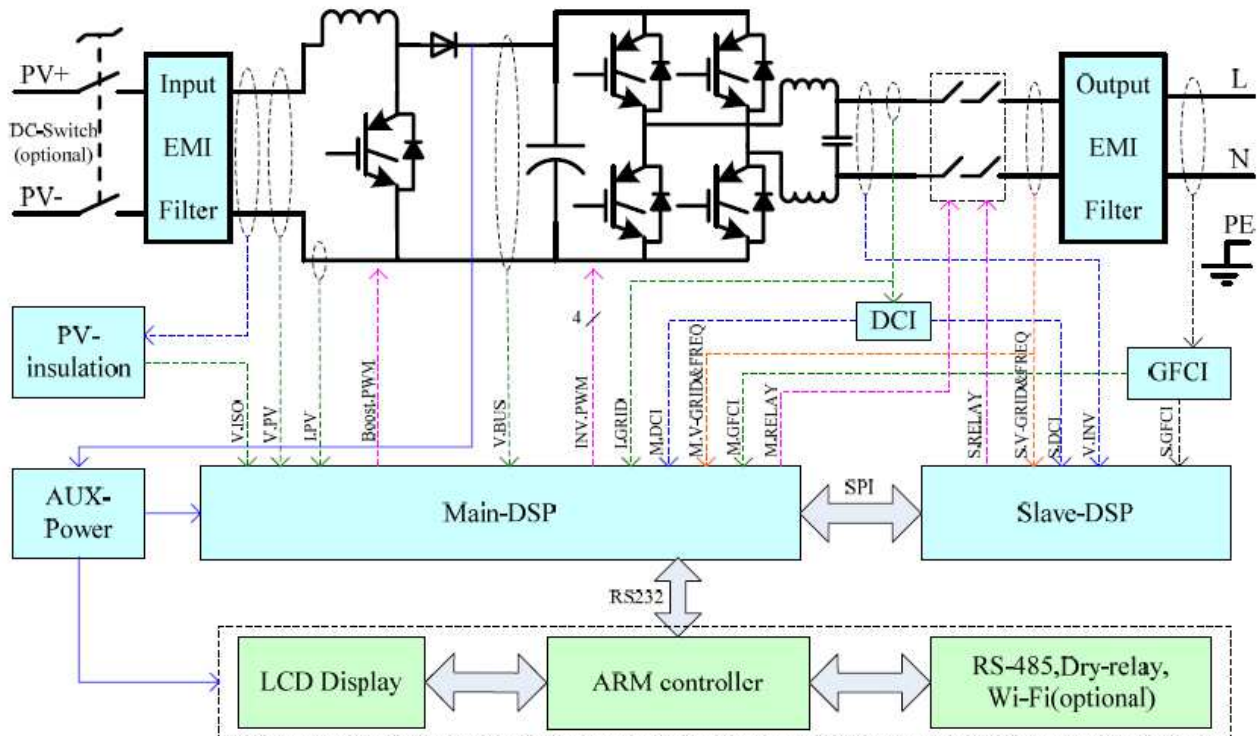 PV+
DC-Switch
(optional)
PV-
Input
EMI
Filter
Output
EMI
Filter
L
N
PE
PV-
insulation
DCI
GFCI
4
V.ISO
V.PV
I.PV
Boost.PWM
V.BUS
INV.PWM
I.GRID
M.DCI
M.V-GRID&FREQ
M.GFCI
M.RELAY
S.RELAY
S.V-GRID&FREQ
S.DCI
V.INV
S.GFCI
AUX-
Power
Main-DSP
SPI
Slave-DSP
RS232
LCD Display
ARM controller
RS-485,Dry-relay,
Wi-Fi(optional)